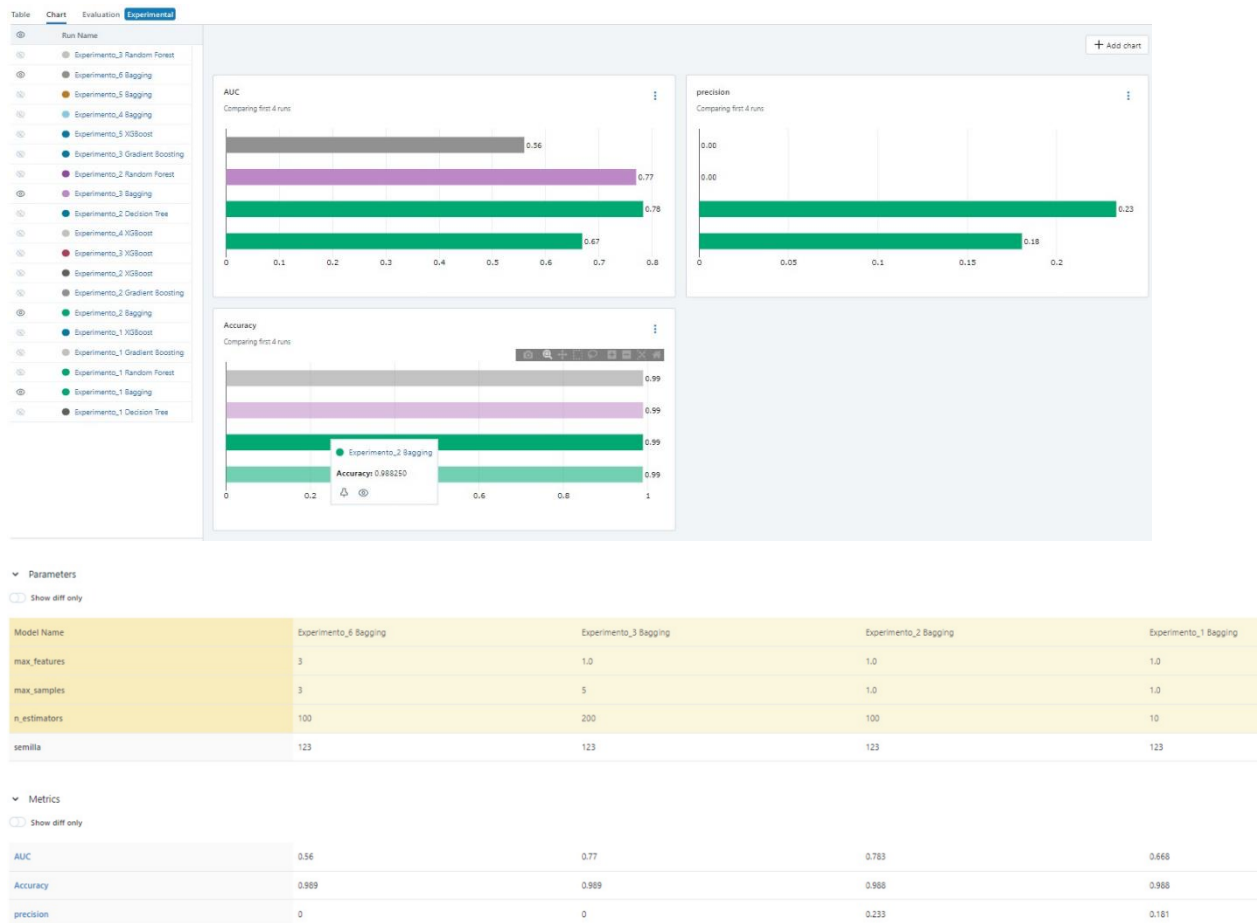 Table Chart Evaluation Experimental
Run Name
Experimento_3 Random Forest
Experimento_6 Bagging
Experimento_5 Bagging
Experimento_4 Bagging
Experimento_5 XGBoost
Experimento_3 Gradient Boosting
Experimento_2 Random Forest
Experimento_3 Bagging
Experimento_2 Decision Tree
Experimento_4 XGBoost
Experimento_3 XGBoost
Experimento_2 XGBoost
Experimento_2 Gradient Boosting
Experimento_2 Bagging
Experimento_1 XGBoost
Experimento_1 Gradient Boosting
Experimento_1 Random Forest
Experimento_1 Bagging
Experimento_1 Decision Tree
+ Add chart
AUC
Comparing first 4 runs
0.56
0.77
0.78
0.67
0 0.1 0.2 0.3 0.4 0.5 0.6 0.7 0.8
precision
Comparing first 4 runs
0.00
0.00
0.23
0.18
0 0.05 0.1 0.15 0.2
Accuracy
Comparing first 4 runs
0.99
0.99
0.99
0.99
Experimento_2 Bagging
Accuracy: 0.988250
0 0.2 0.6 0.8 1
Parameters
Show diff only
Model Name Experimento_6 Bagging Experimento_3 Bagging Experimento_2 Bagging Experimento_1 Bagging
max_features 3 1.0 1.0 1.0
max_samples 3 5 1.0 1.0
n_estimators 100 200 100 10
semilla 123 123 123 123
Metrics
Show diff only
AUC 0.56 0.77 0.783 0.668
Accuracy 0.989 0.989 0.988 0.988
precision 0 0 0.233 0.181